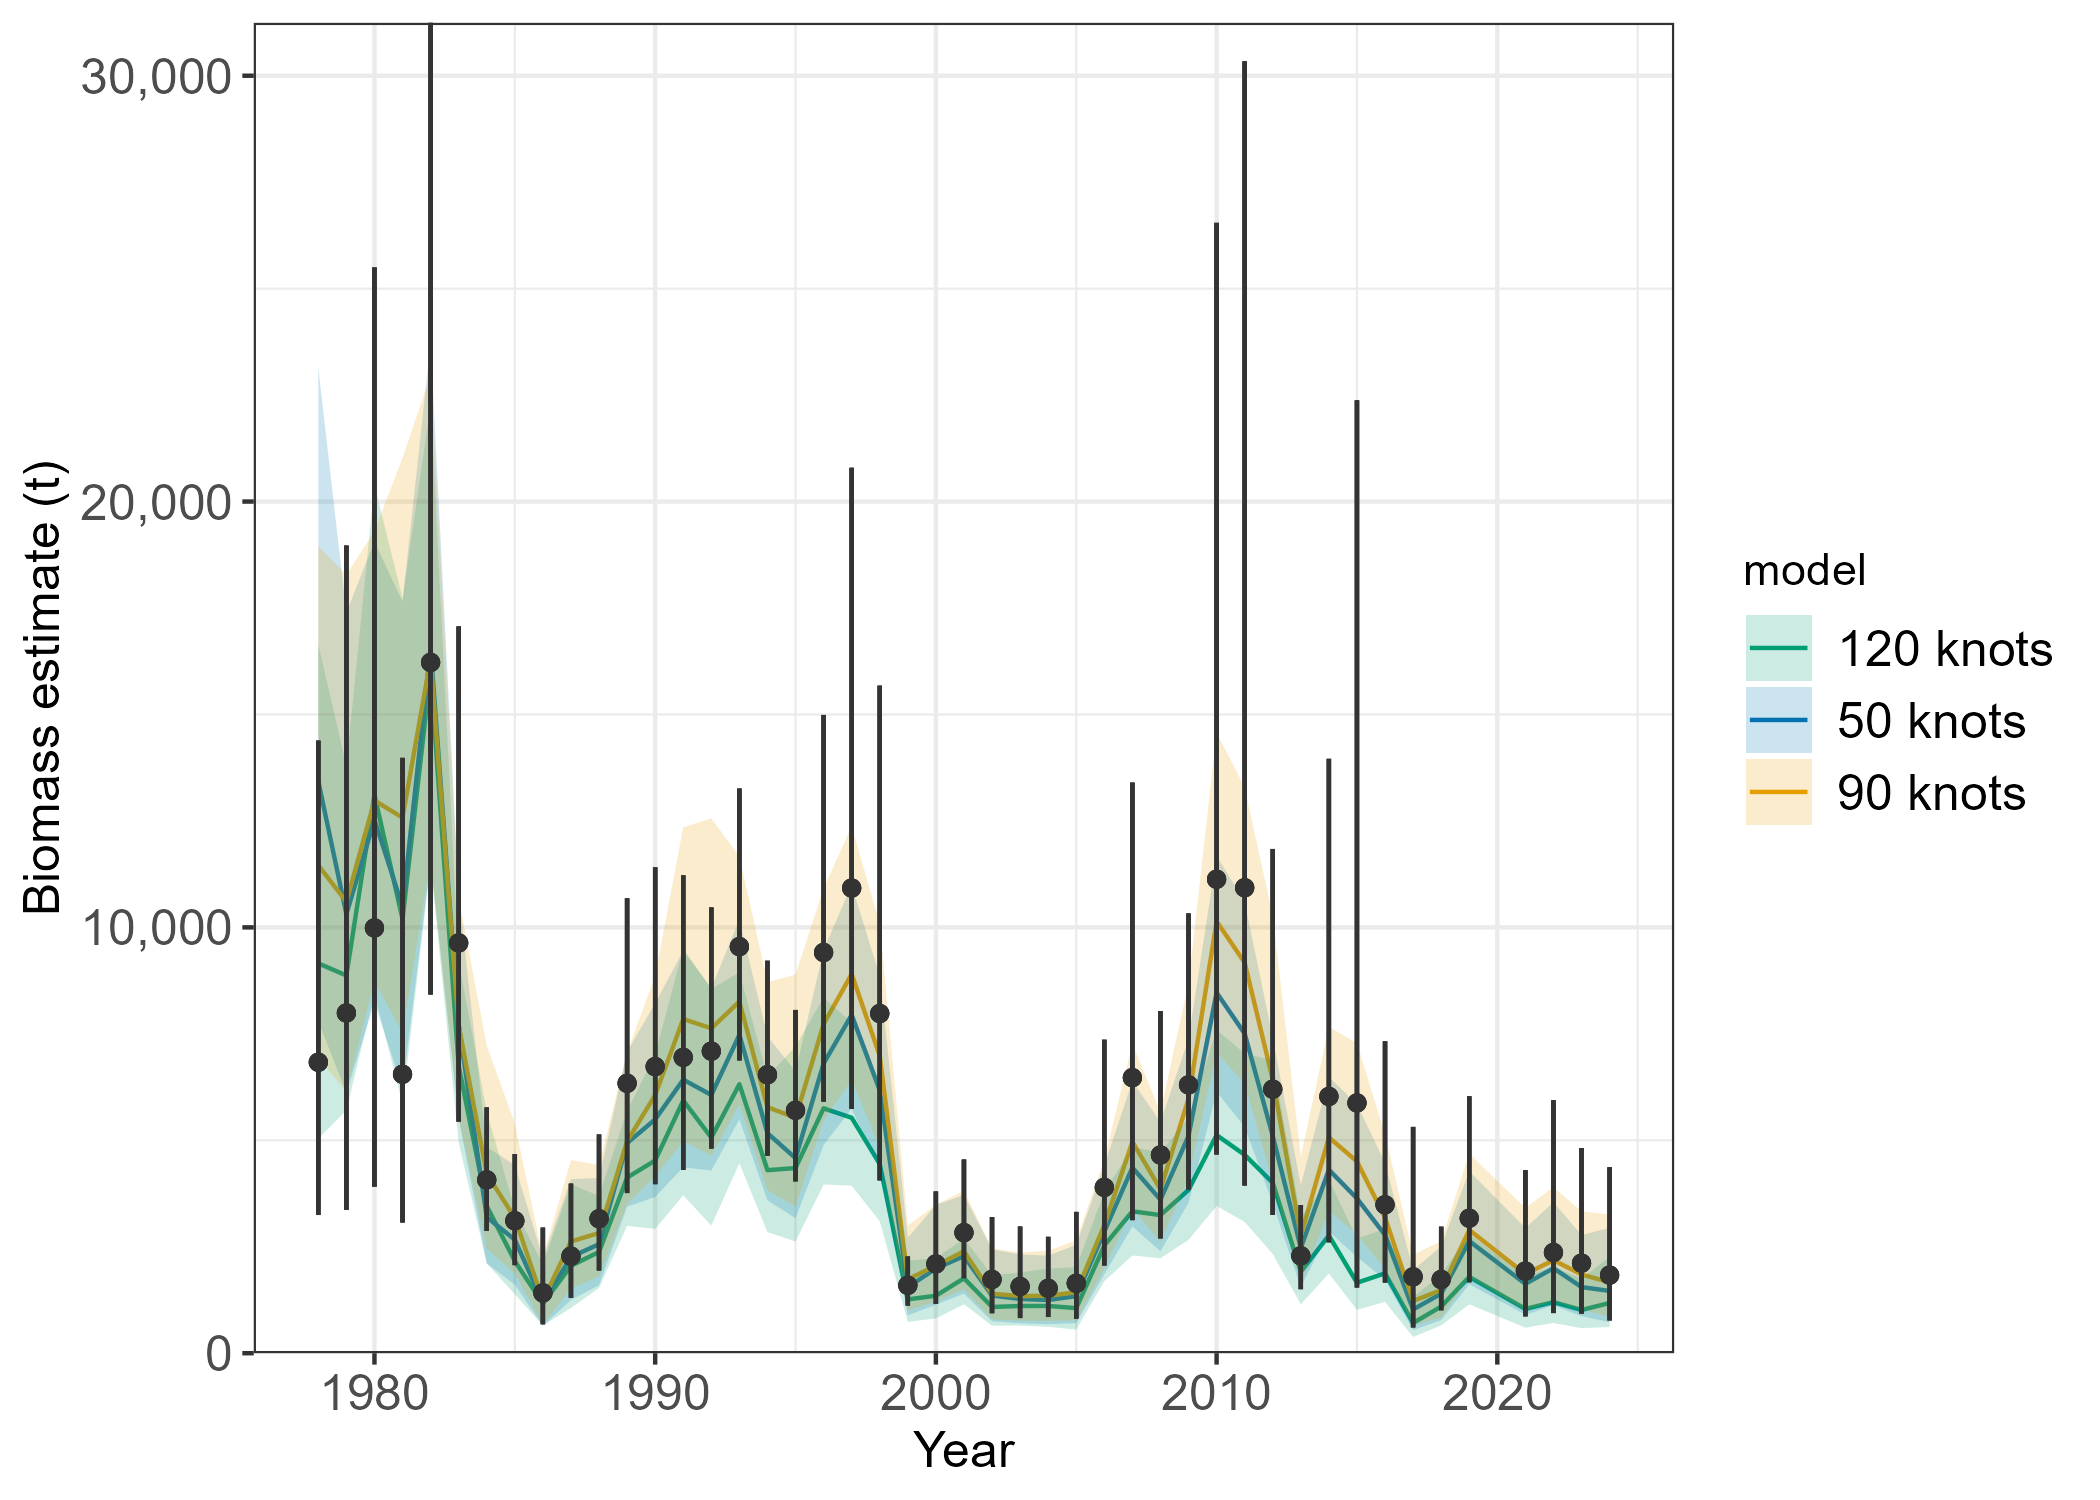 30,000
20,000
10,000
0
Biomass estimate (t)
1980 1990 2000 2010 2020
Year
model
120 knots
50 knots
90 knots